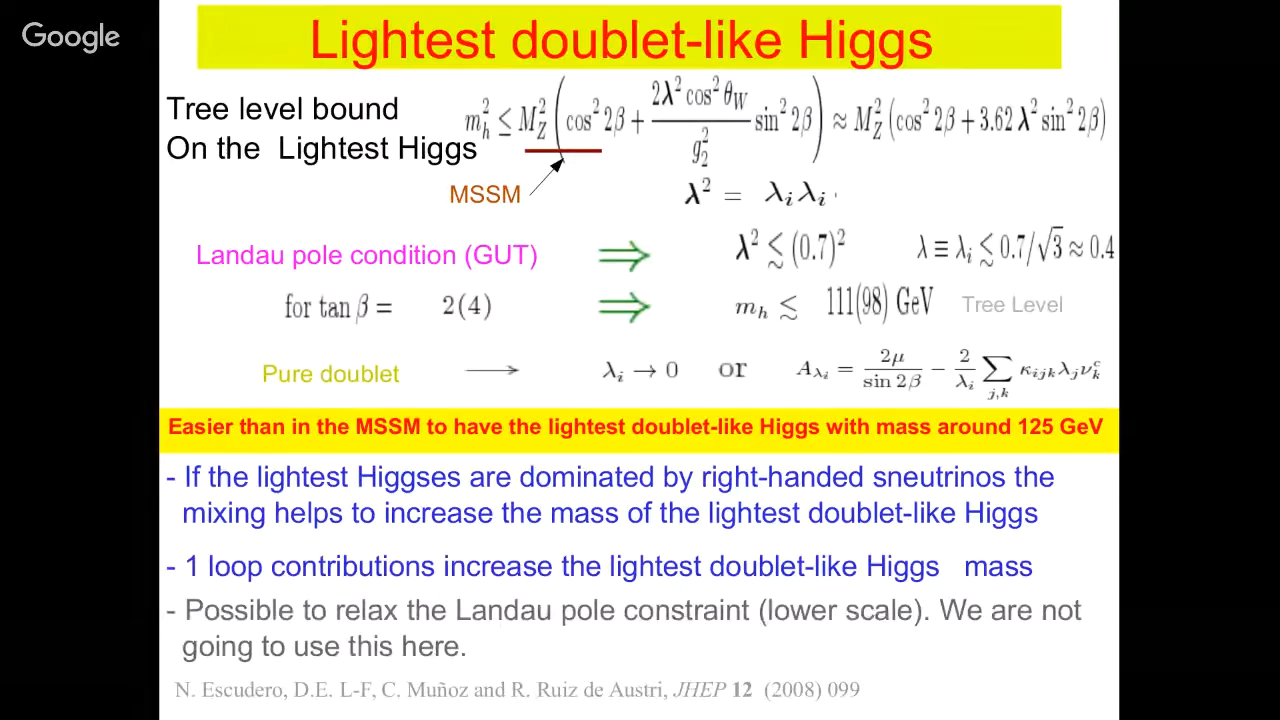 Google
Lightest doublet-like Higgs
Tree level bound
On the Lightest Higgs
m_h^2 ≤ M_Z^2 ( cos^2 2β + (2λ^2 cos^2 θ_W / g_2^2) sin^2 2β ) ≈ M_Z^2 (cos^2 2β + 3.62 λ^2 sin^2 2β)
MSSM
λ^2 = λ_i λ_i
Landau pole condition (GUT) ⇒ λ^2 ≲ (0.7)^2 λ ≡ λ_i ≲ 0.7/√3 ≈ 0.4
for tan β = 2(4) ⇒ m_h ≲ 111(98) GeV Tree Level
Pure doublet → λ_i → 0 or A_{λ_i} = 2μ / sin 2β − 2/λ_i ∑_{j,k} κ_{ijk} λ_j ν_k^c
Easier than in the MSSM to have the lightest doublet-like Higgs with mass around 125 GeV
- If the lightest Higgses are dominated by right-handed sneutrinos the
mixing helps to increase the mass of the lightest doublet-like Higgs
- 1 loop contributions increase the lightest doublet-like Higgs mass
- Possible to relax the Landau pole constraint (lower scale). We are not
going to use this here.
N. Escudero, D.E. L-F, C. Muñoz and R. Ruiz de Austri, JHEP 12 (2008) 099